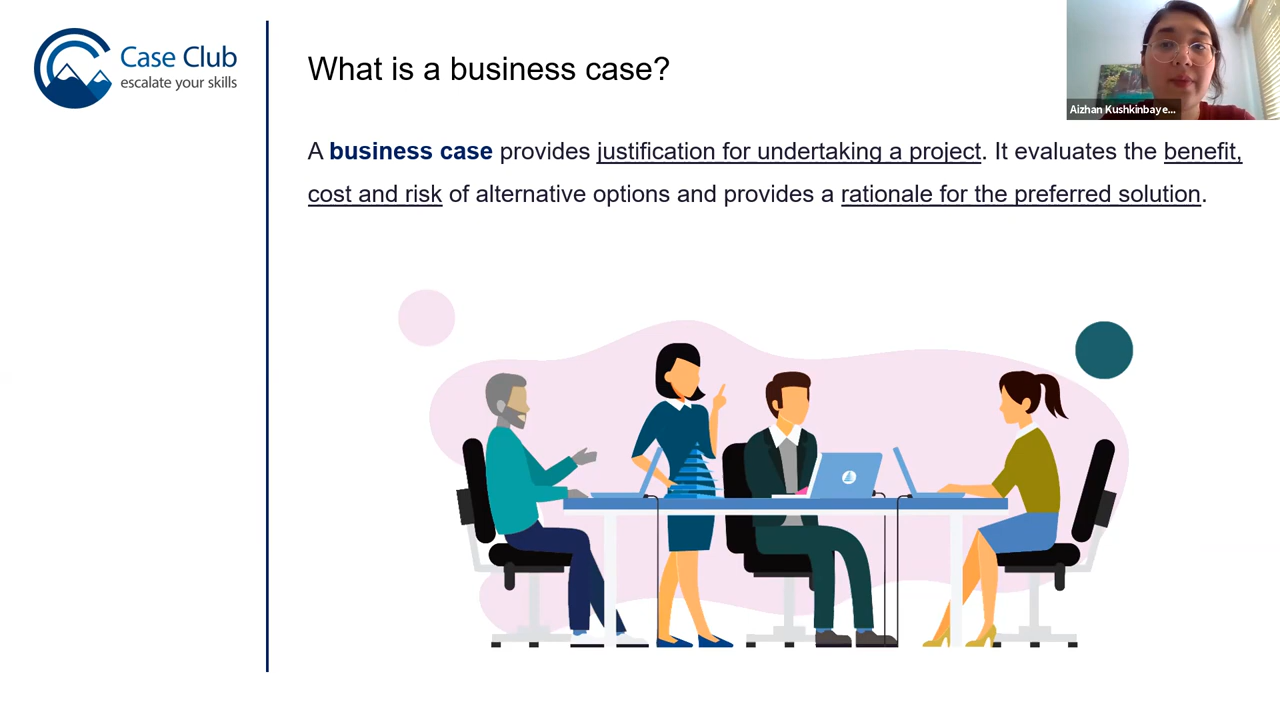 Case Club
escalate your skills
What is a business case?
Aizhan Kushkinbaye...
A business case provides justification for undertaking a project. It evaluates the benefit,
cost and risk of alternative options and provides a rationale for the preferred solution.